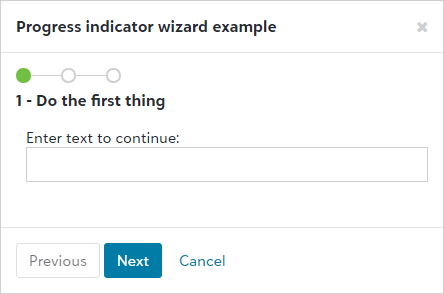 Progress indicator wizard example
1 - Do the first thing
Enter text to continue:
Previous Next Cancel